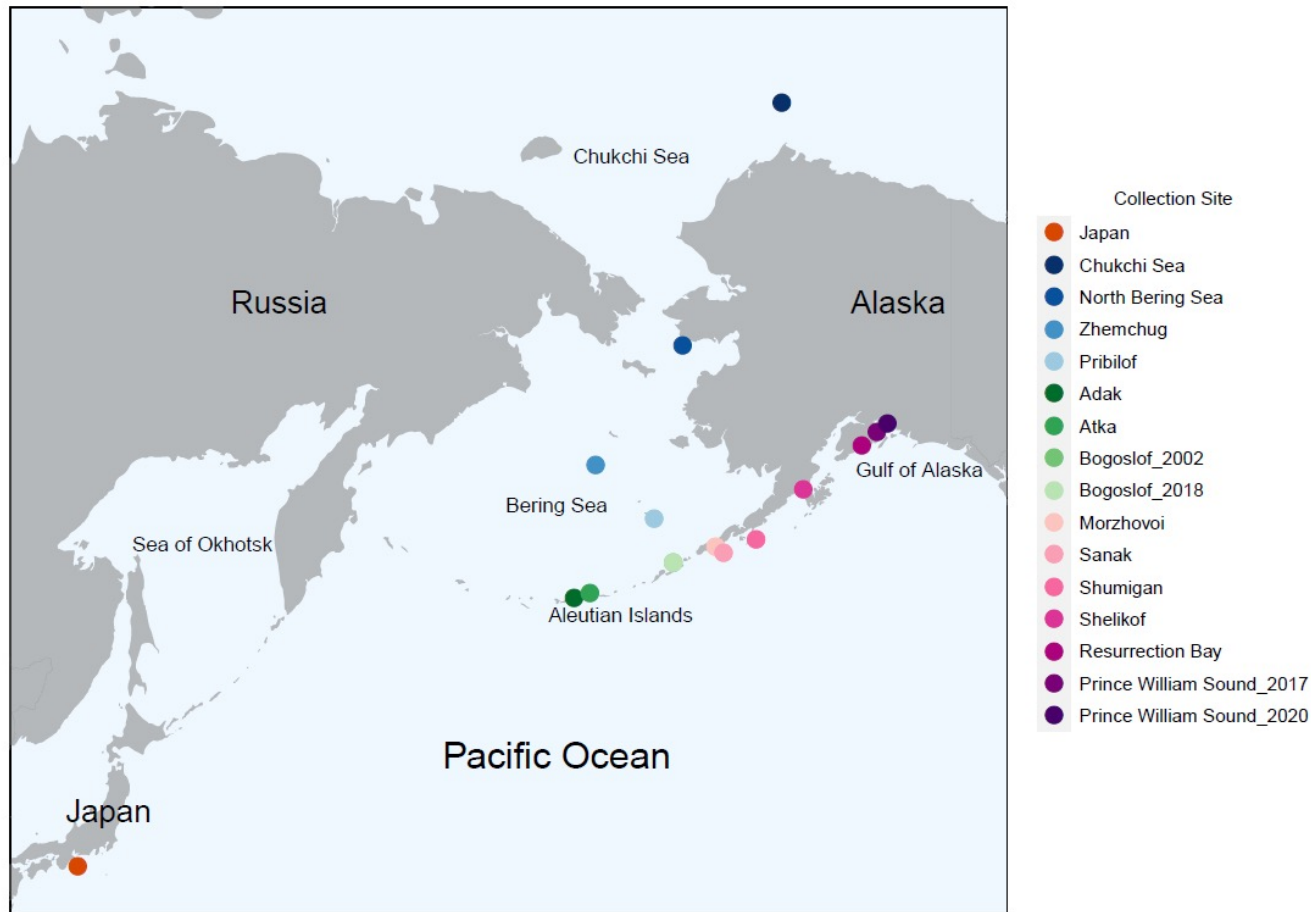 Chukchi Sea
Russia
Alaska
Gulf of Alaska
Bering Sea
Sea of Okhotsk
Aleutian Islands
Pacific Ocean
Japan
Collection Site
Japan
Chukchi Sea
North Bering Sea
Zhemchug
Pribilof
Adak
Atka
Bogoslof_2002
Bogoslof_2018
Morzhovoi
Sanak
Shumigan
Shelikof
Resurrection Bay
Prince William Sound_2017
Prince William Sound_2020